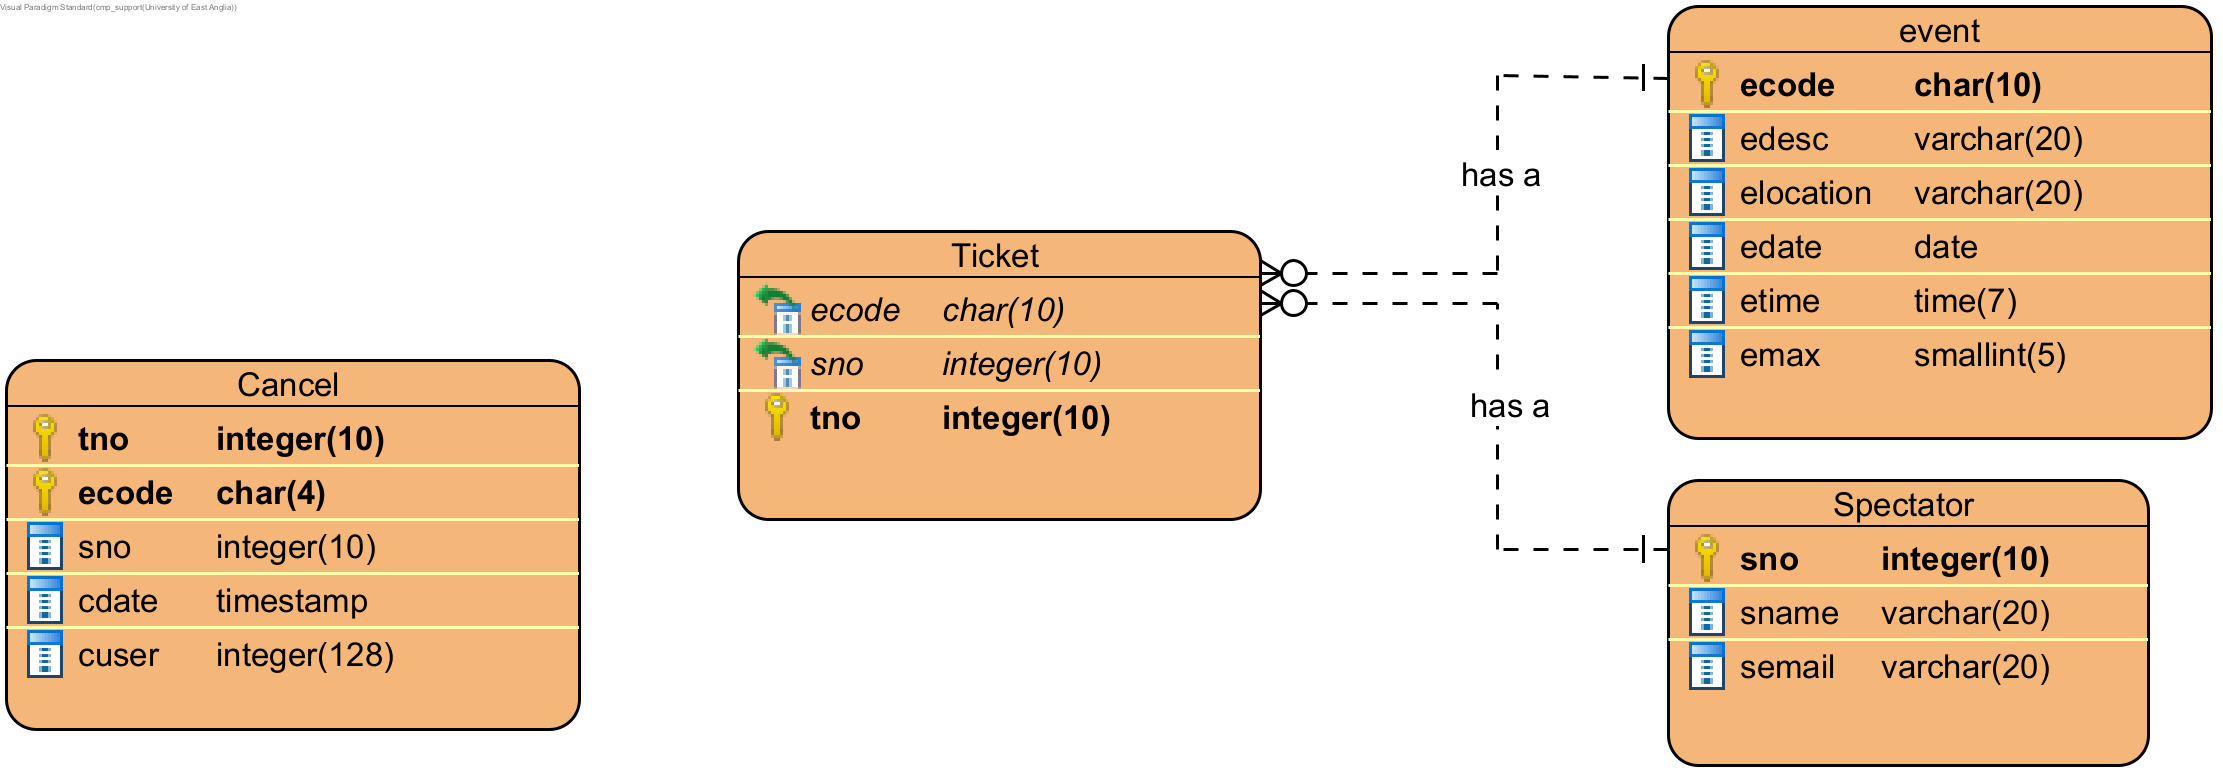 Visual Paradigm Standard(cmp_support(University of East Anglia))
event
ecode char(10)
edesc varchar(20)
elocation varchar(20)
edate date
etime time(7)
emax smallint(5)
has a
Ticket
ecode char(10)
sno integer(10)
tno integer(10)
has a
Cancel
tno integer(10)
ecode char(4)
sno integer(10)
cdate timestamp
cuser integer(128)
Spectator
sno integer(10)
sname varchar(20)
semail varchar(20)